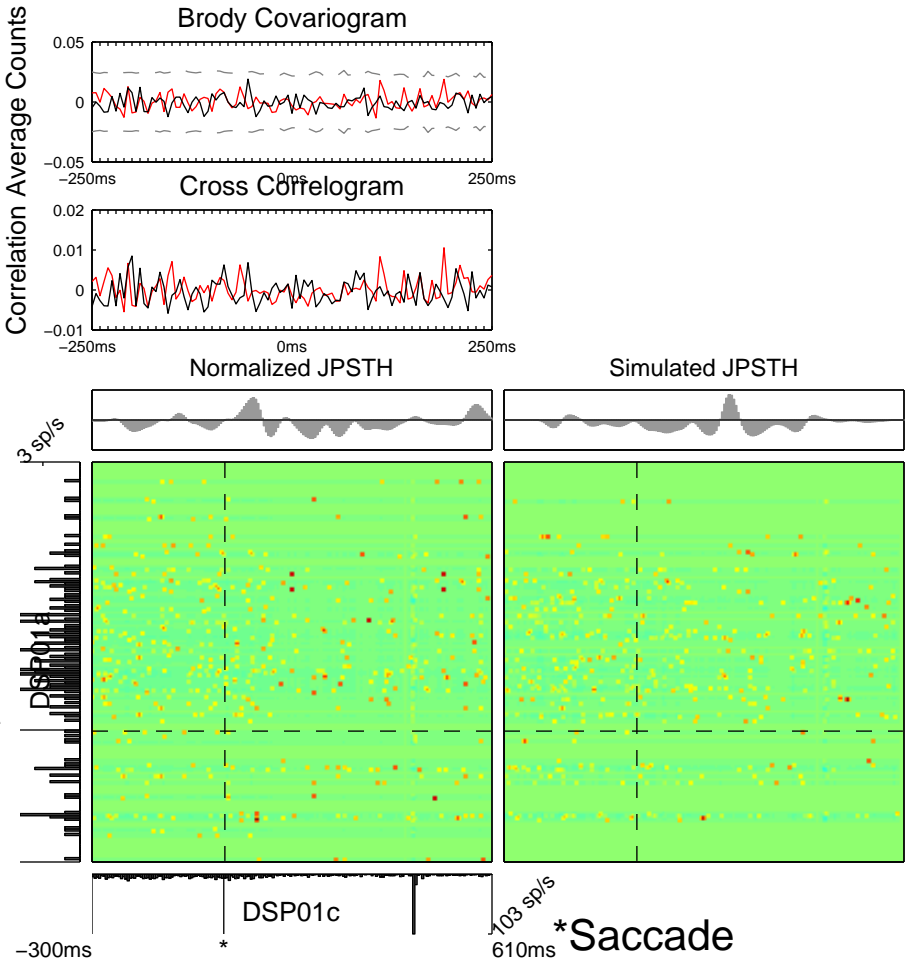 Brody Covariogram
Correlation Average Counts
0.05
0
−0.05
−250ms
0ms
250ms
Cross Correlogram
0.02
0.01
0
−0.01
−250ms
0ms
250ms
Normalized JPSTH
Simulated JPSTH
3 sp/s
DSP01a
DSP01c
103 sp/s
−300ms
*
610ms
*Saccade